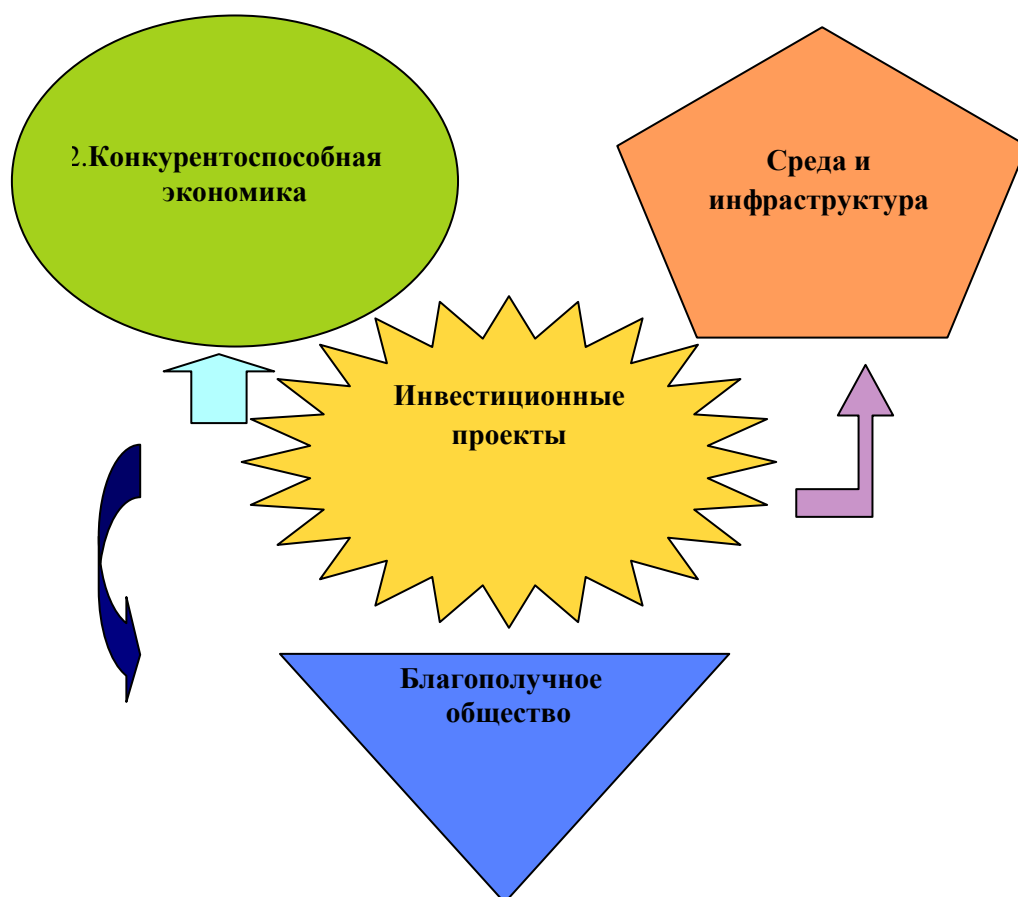 2.Конкурентоспособная
экономика
Среда и
инфраструктура
Инвестиционные
проекты
Благополучное
общество